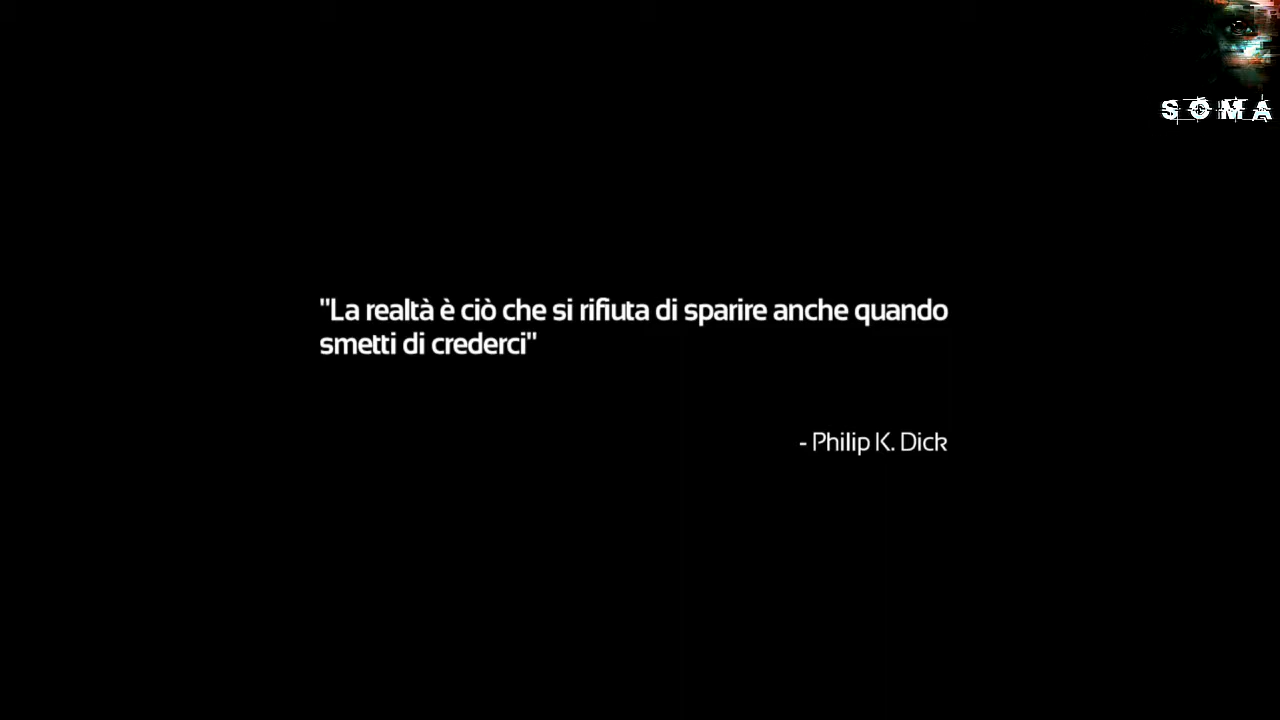 SOMA
"La realtà è ciò che si rifiuta di sparire anche quando
smetti di crederci"
- Philip K. Dick